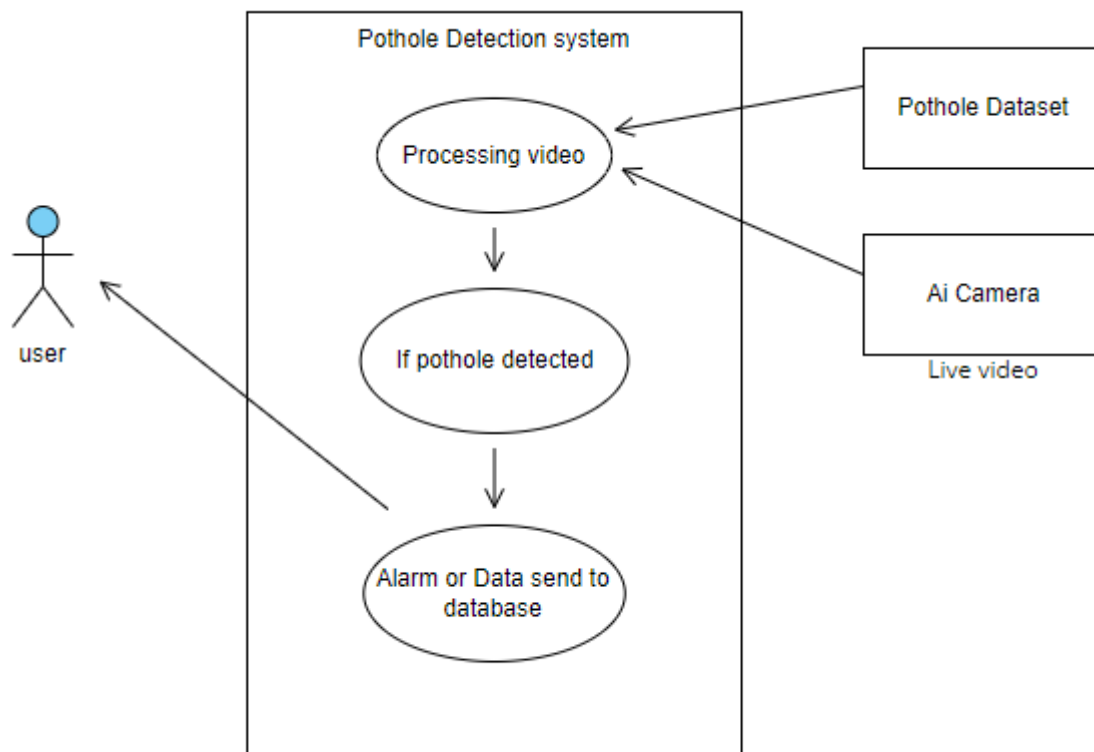 Pothole Detection system
Processing video
If pothole detected
Alarm or Data send to
database
user
Pothole Dataset
Ai Camera
Live video